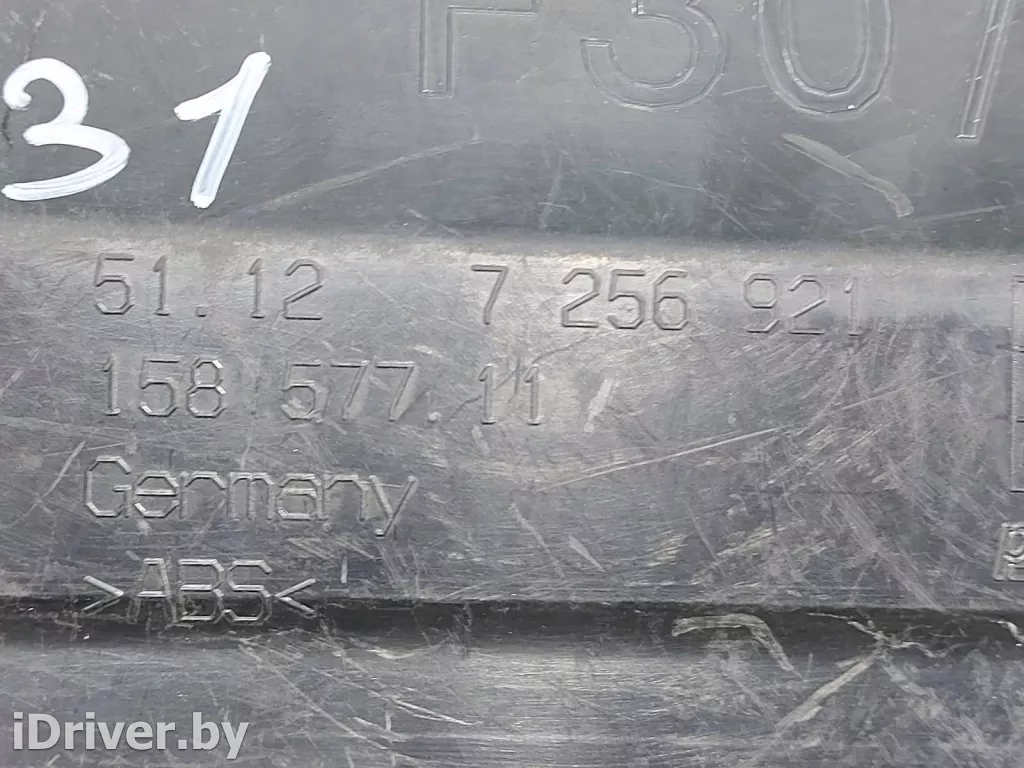 F30/
31
51.12 7 256 921
158 577.11
Germany
>ABS<
iDriver.by